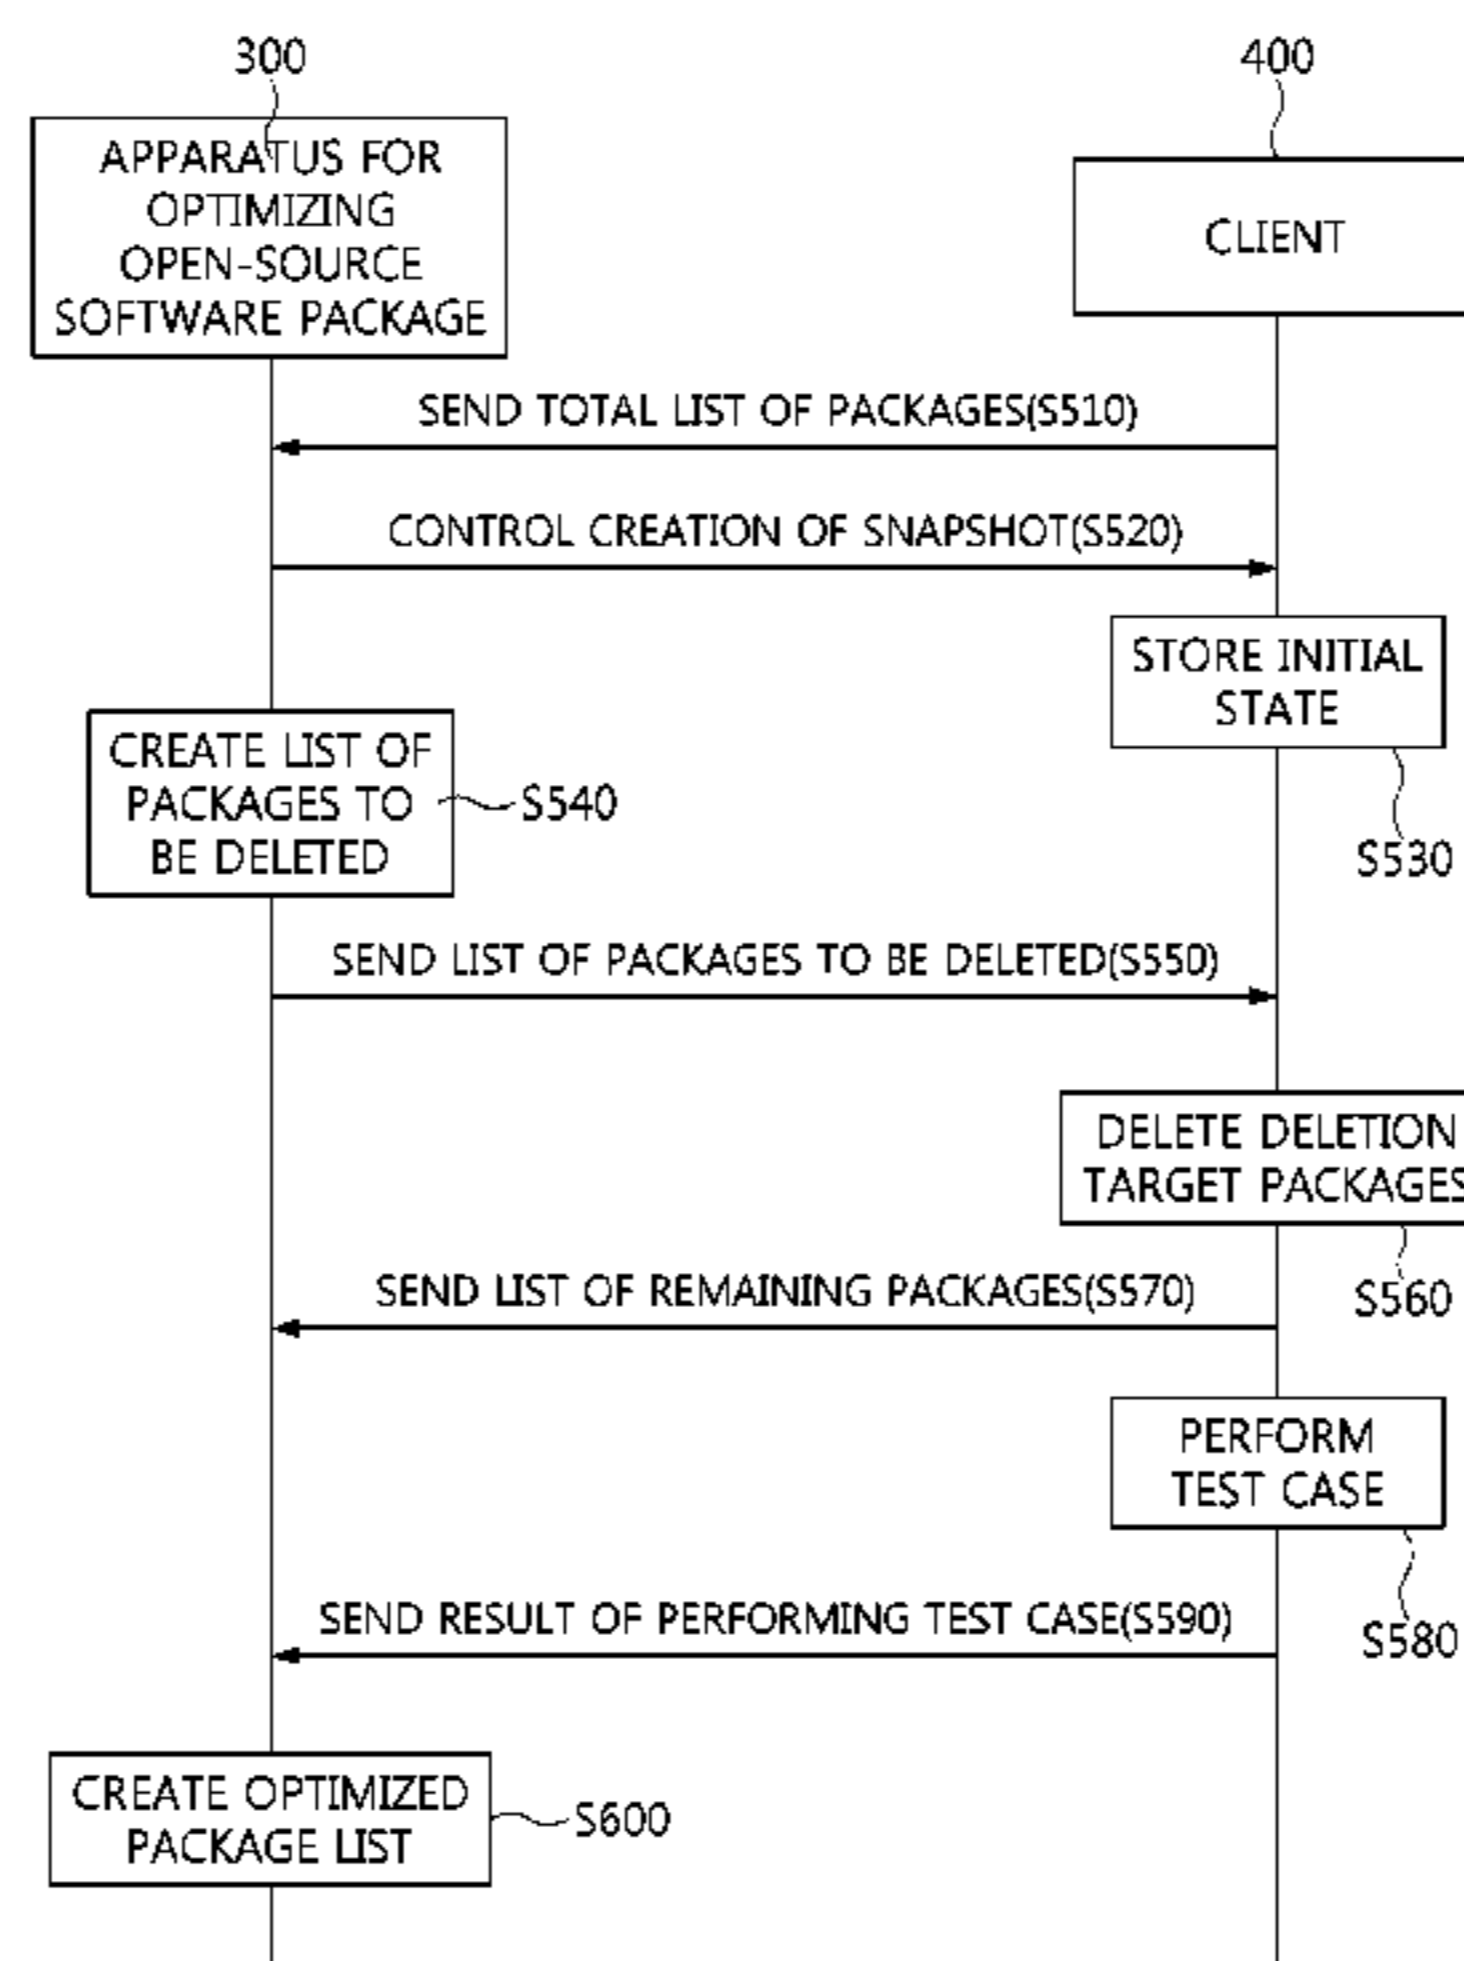 300
400
APPARATUS FOR
OPTIMIZING
OPEN-SOURCE
SOFTWARE PACKAGE
CLIENT
SEND TOTAL LIST OF PACKAGES(S510)
CONTROL CREATION OF SNAPSHOT(S520)
STORE INITIAL
STATE
S530
CREATE LIST OF
PACKAGES TO
BE DELETED
S540
SEND LIST OF PACKAGES TO BE DELETED(S550)
DELETE DELETION
TARGET PACKAGES
S560
SEND LIST OF REMAINING PACKAGES(S570)
PERFORM
TEST CASE
S580
SEND RESULT OF PERFORMING TEST CASE(S590)
CREATE OPTIMIZED
PACKAGE LIST
S600